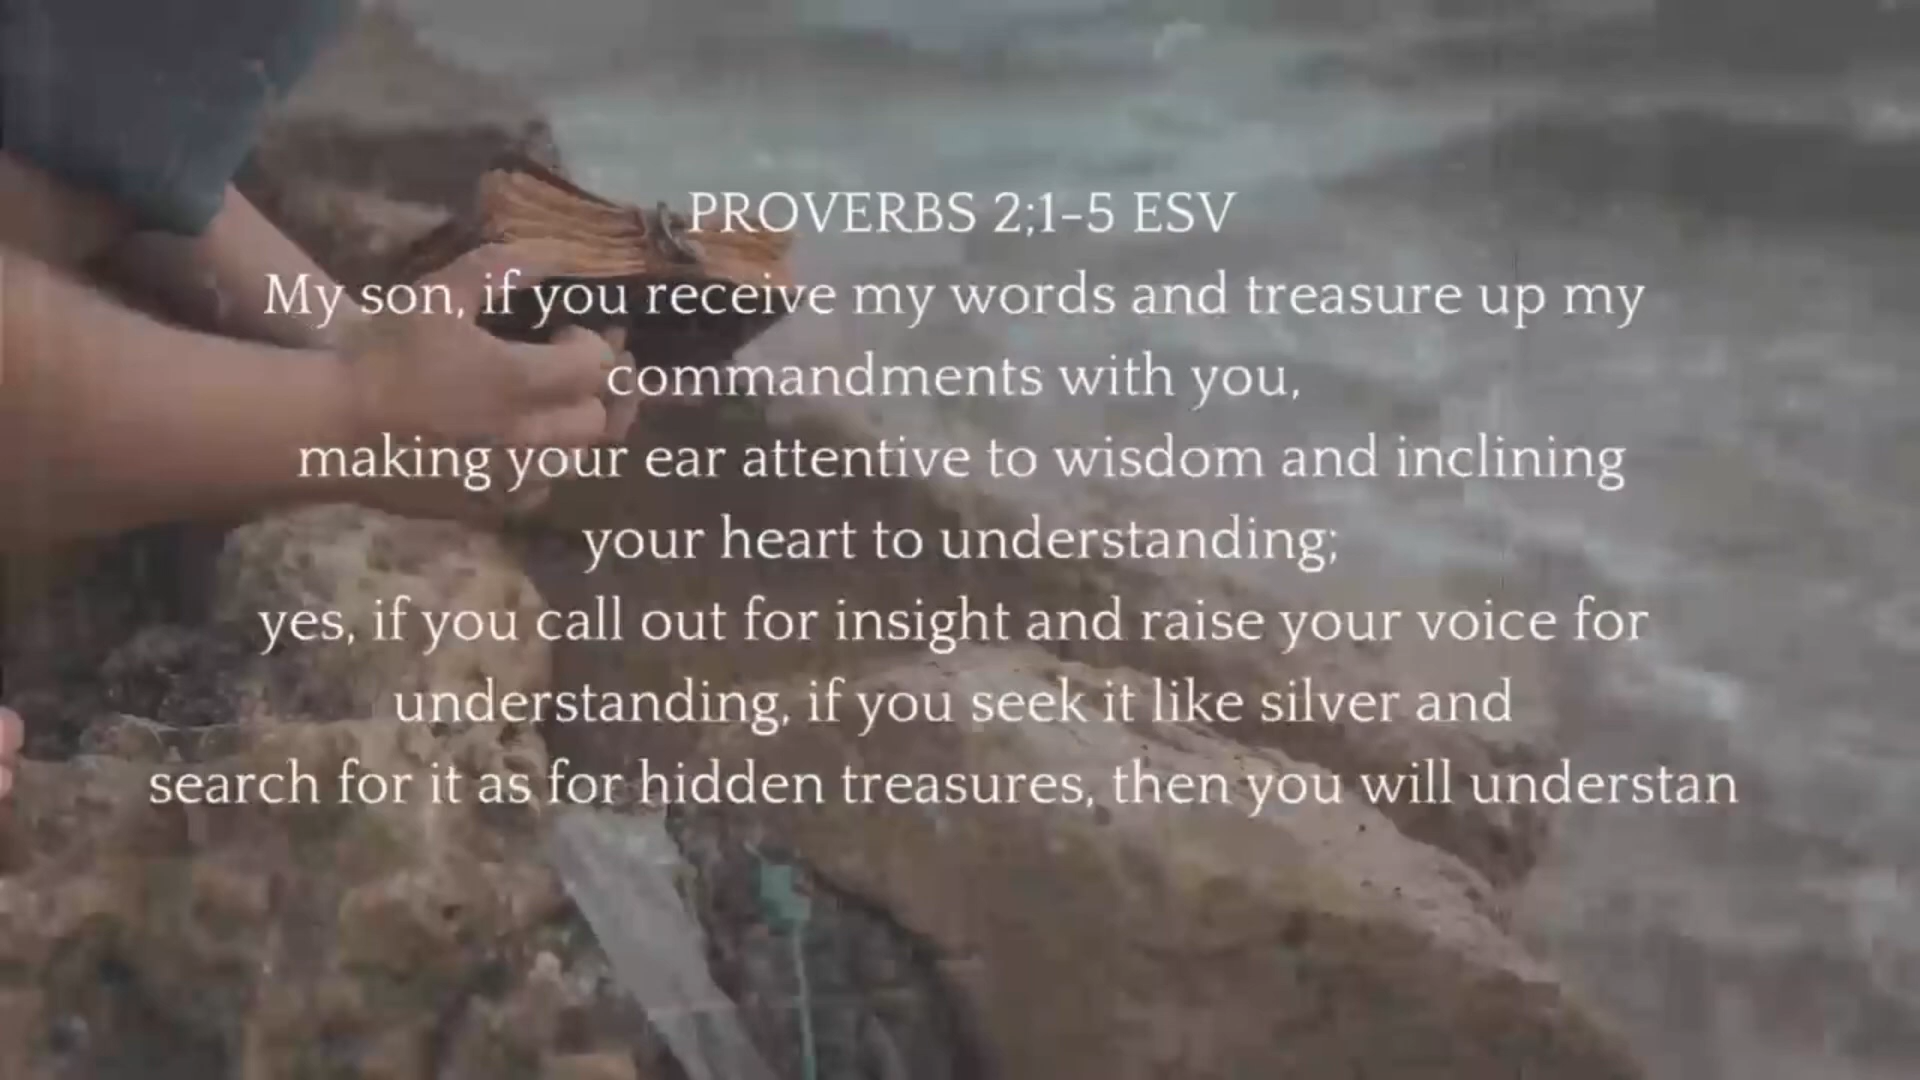 PROVERBS 2;1-5 ESV
My son, if you receive my words and treasure up my
commandments with you,
making your ear attentive to wisdom and inclining
your heart to understanding;
yes, if you call out for insight and raise your voice for
understanding, if you seek it like silver and
search for it as for hidden treasures, then you will understan